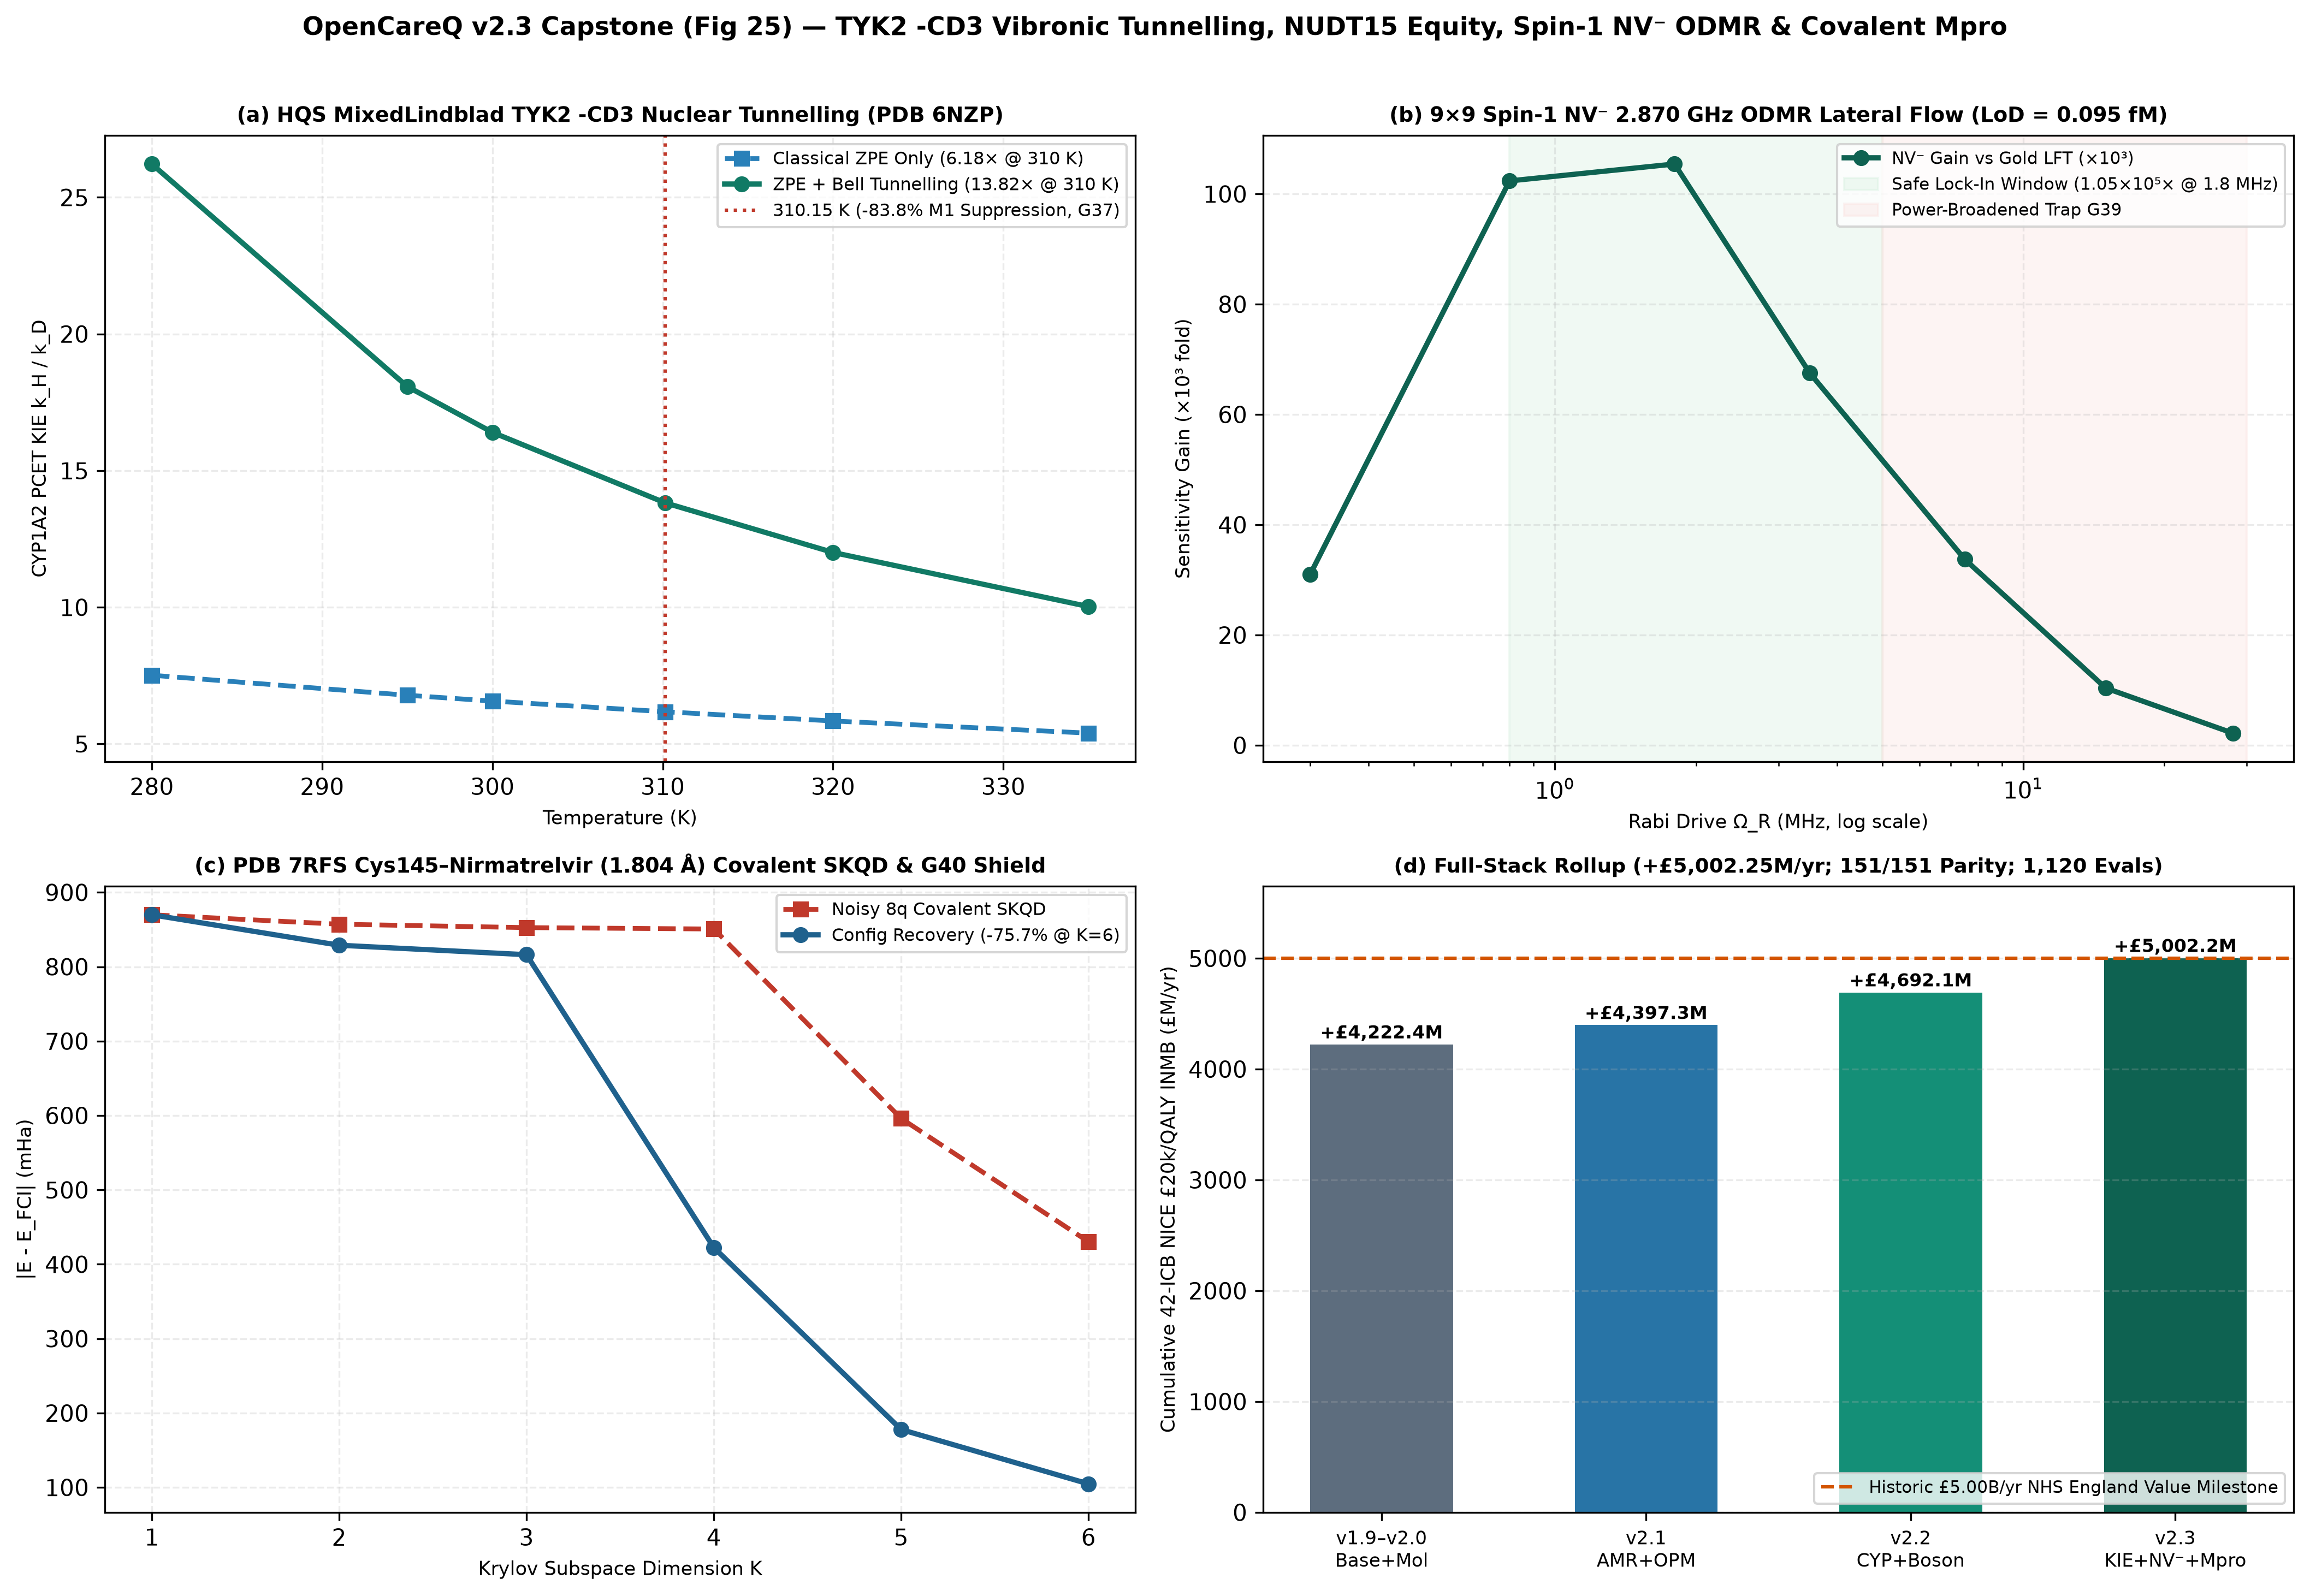 OpenCareQ v2.3 Capstone (Fig 25) — TYK2 -CD3 Vibronic Tunnelling, NUDT15 Equity, Spin-1 NV⁻ ODMR & Covalent Mpro
(a) HQS MixedLindblad TYK2 -CD3 Nuclear Tunnelling (PDB 6NZP)
Classical ZPE Only (6.18× @ 310 K)
ZPE + Bell Tunnelling (13.82× @ 310 K)
310.15 K (-83.8% M1 Suppression, G37)
CYP1A2 PCET KIE k_H / k_D
25
20
15
10
5
280
290
300
310
320
330
Temperature (K)
(b) 9×9 Spin-1 NV⁻ 2.870 GHz ODMR Lateral Flow (LoD = 0.095 fM)
NV⁻ Gain vs Gold LFT (×10³)
Safe Lock-In Window (1.05×10⁵× @ 1.8 MHz)
Power-Broadened Trap G39
Sensitivity Gain (×10³ fold)
100
80
60
40
20
0
10⁰
10¹
Rabi Drive Ω_R (MHz, log scale)
(c) PDB 7RFS Cys145–Nirmatrelvir (1.804 Å) Covalent SKQD & G40 Shield
Noisy 8q Covalent SKQD
Config Recovery (-75.7% @ K=6)
|E - E_FCI| (mHa)
900
800
700
600
500
400
300
200
100
1
2
3
4
5
6
Krylov Subspace Dimension K
(d) Full-Stack Rollup (+£5,002.25M/yr; 151/151 Parity; 1,120 Evals)
Cumulative 42-ICB NICE £20k/QALY INMB (£M/yr)
5000
4000
3000
2000
1000
0
+£4,222.4M
+£4,397.3M
+£4,692.1M
+£5,002.2M
Historic £5.00B/yr NHS England Value Milestone
v1.9–v2.0
Base+Mol
v2.1
AMR+OPM
v2.2
CYP+Boson
v2.3
KIE+NV⁻+Mpro